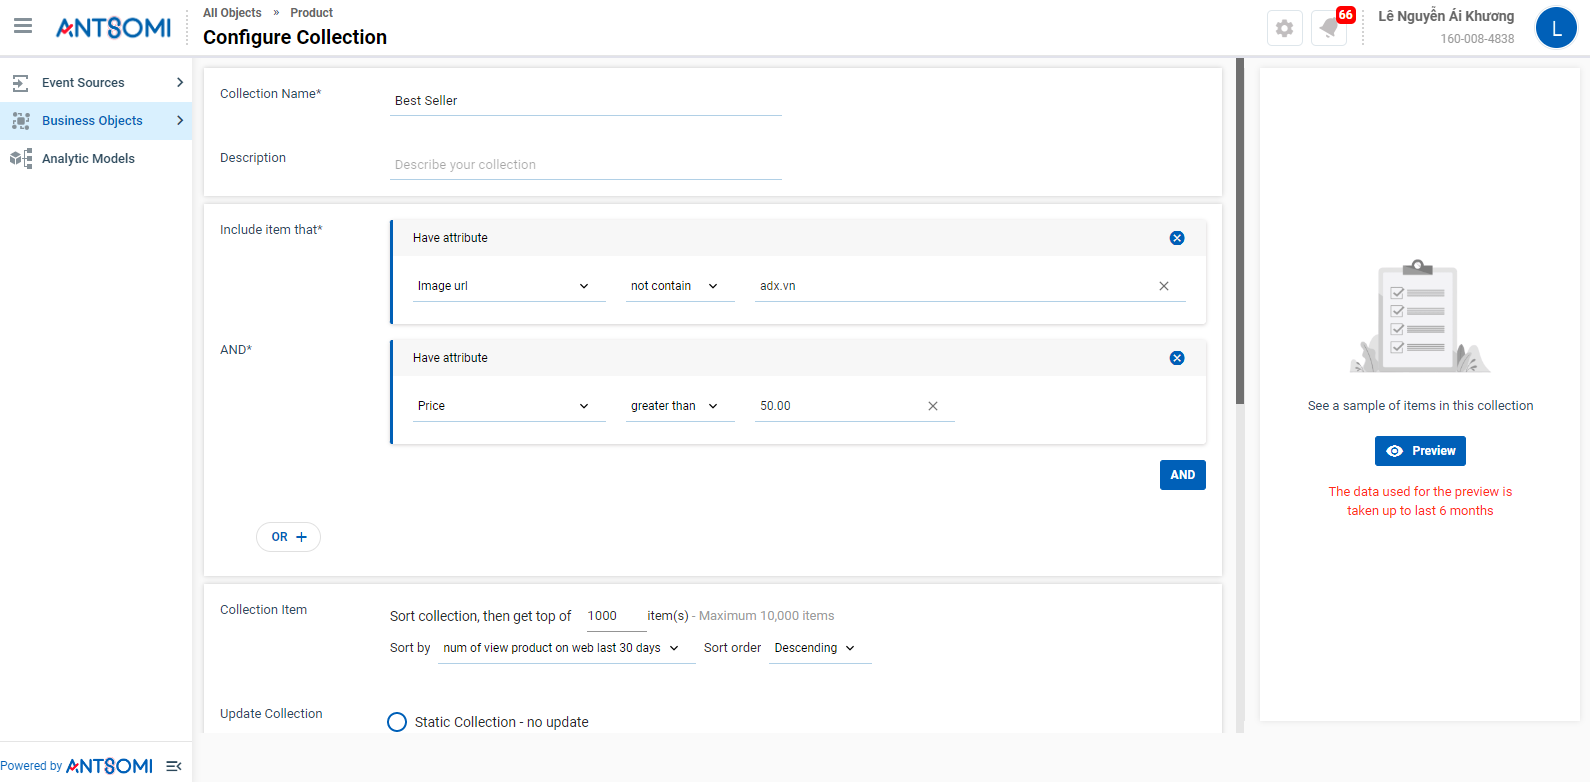 ANTSOMI
All Objects » Product
Configure Collection
66
Lê Nguyễn Ái Khương
160-008-4838
L
Event Sources
Business Objects
Analytic Models
Collection Name*
Best Seller
Description
Describe your collection
Include item that*
Have attribute
Image url not contain adx.vn
AND*
Have attribute
Price greater than 50.00
AND
OR +
Collection Item
Sort collection, then get top of 1000 item(s) - Maximum 10,000 items
Sort by num of view product on web last 30 days Sort order Descending
Update Collection
Static Collection - no update
See a sample of items in this collection
Preview
The data used for the preview is
taken up to last 6 months
Powered by ANTSOMI